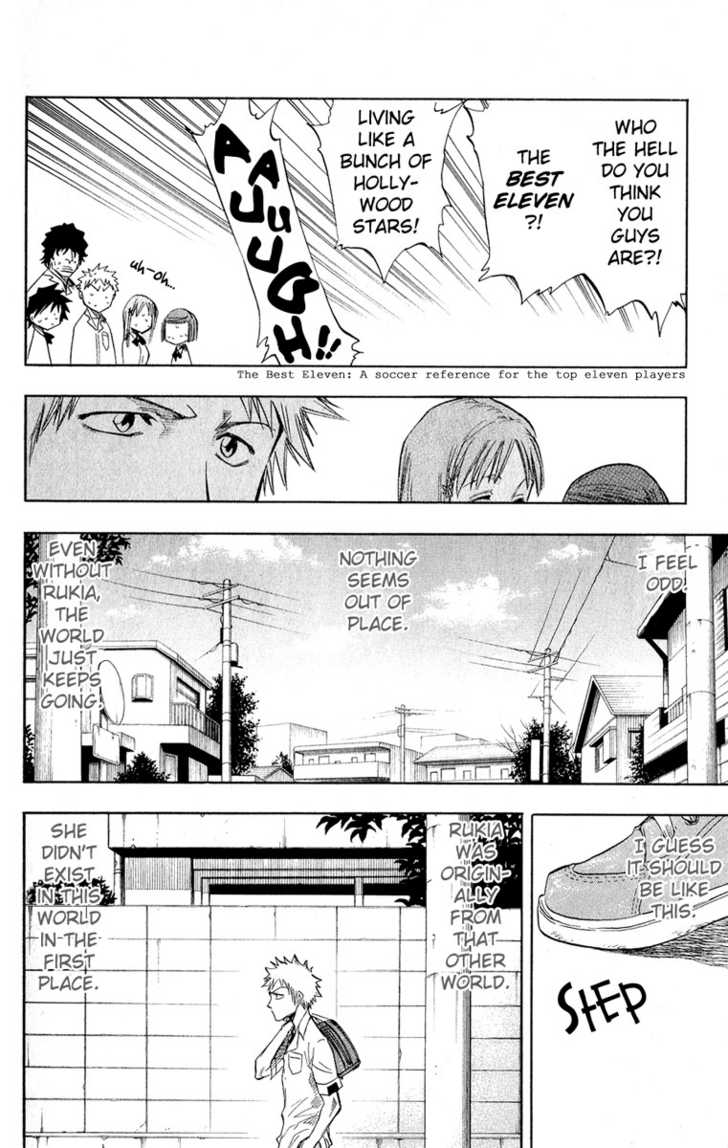 WHO
THE HELL
DO YOU
THINK
YOU
GUYS
ARE?!
THE
BEST
ELEVEN
?!
LIVING
LIKE A
BUNCH OF
HOLLY-
WOOD
STARS!
AAUUUGHH!!
uh-oh...
The Best Eleven: A soccer reference for the top eleven players
I FEEL
ODD.
NOTHING
SEEMS
OUT OF
PLACE.
EVEN
WITHOUT
RUKIA,
THE
WORLD
JUST
KEEPS
GOING.
I GUESS
IT SHOULD
BE LIKE
THIS.
STEP
RUKIA
WAS
ORIGIN-
ALLY
FROM
THAT
OTHER
WORLD.
SHE
DIDN'T
EXIST
IN THIS
WORLD
IN THE
FIRST
PLACE.